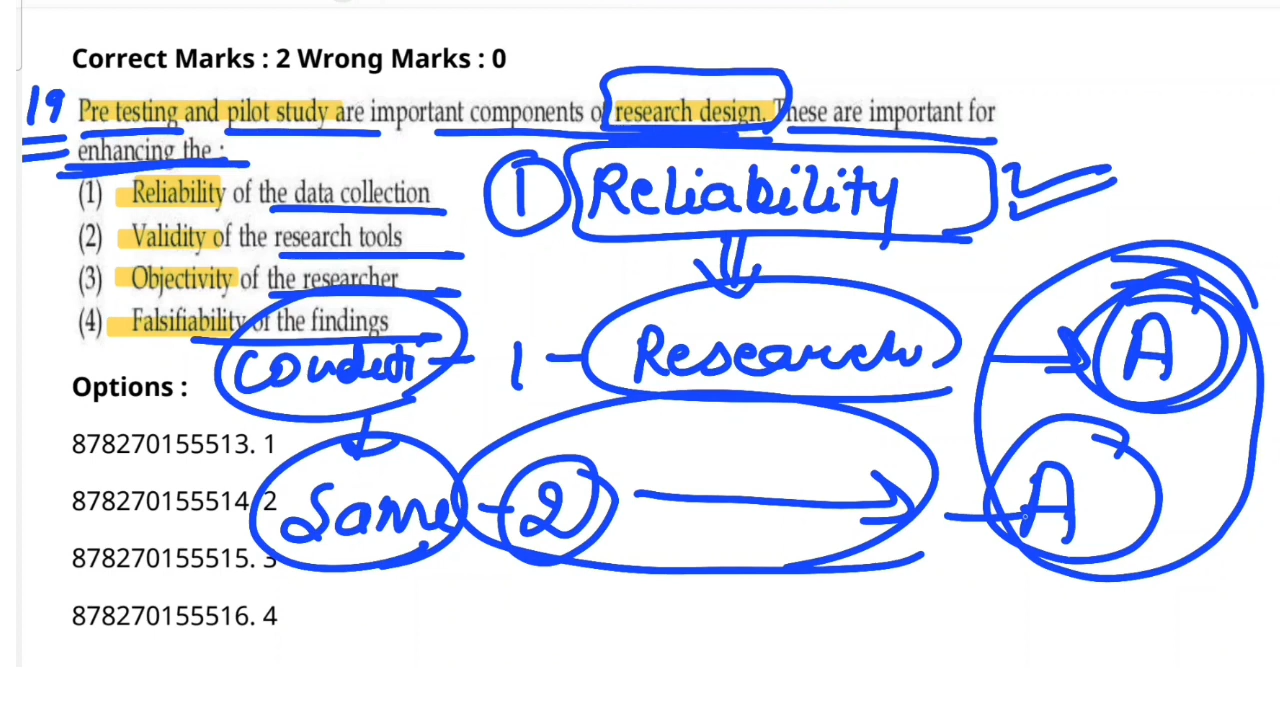 Correct Marks : 2 Wrong Marks : 0
19 Pre testing and pilot study are important components of research design. These are important for
enhancing the :
(1) Reliability of the data collection
(2) Validity of the research tools
(3) Objectivity of the researcher
(4) Falsifiability of the findings
1 Reliability
Conditi - 1 - Research A
Same - 2 A
Options :
878270155513. 1
878270155514. 2
878270155515. 3
878270155516. 4